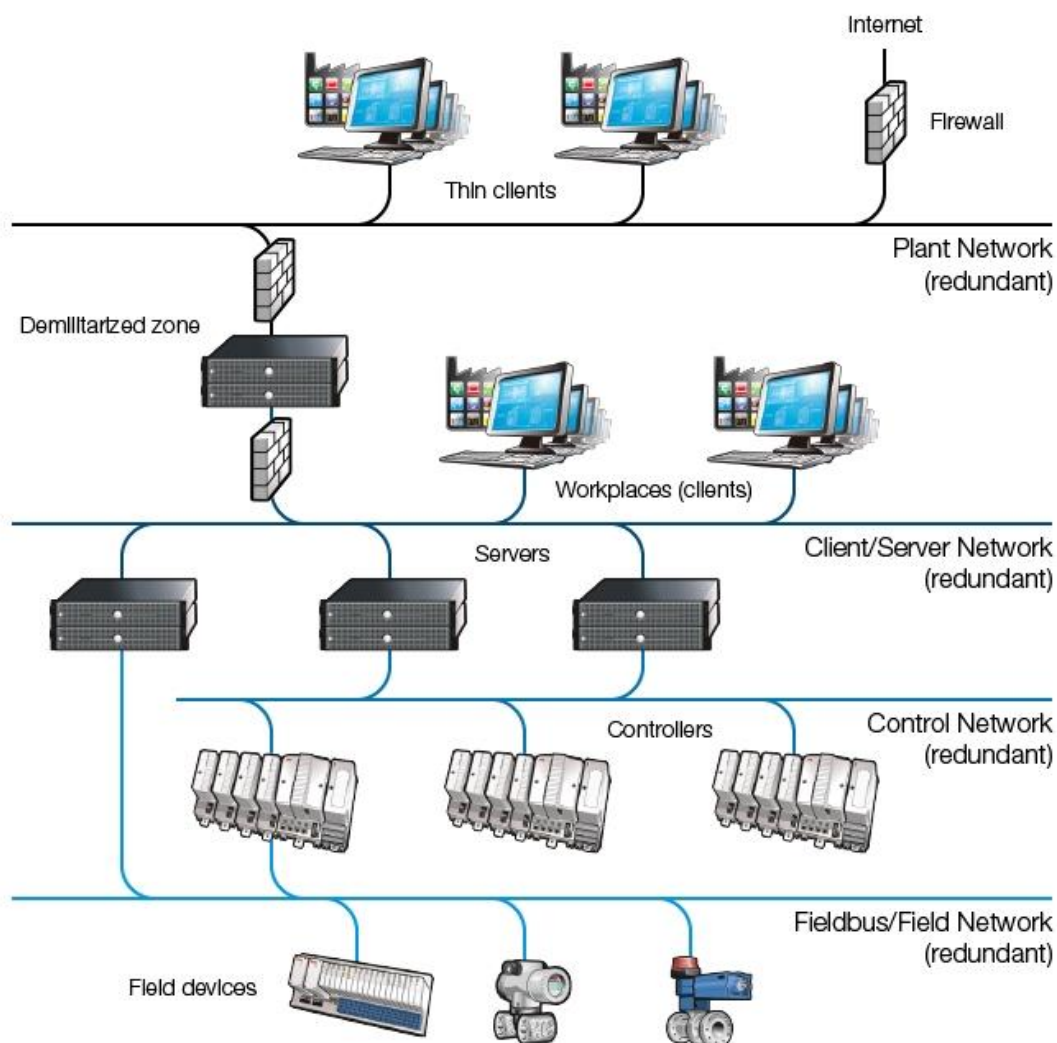 Internet
Firewall
Thin clients
Plant Network
(redundant)
Demilitarized zone
Workplaces (clients)
Servers
Client/Server Network
(redundant)
Controllers
Control Network
(redundant)
Fieldbus/Field Network
(redundant)
Field devices